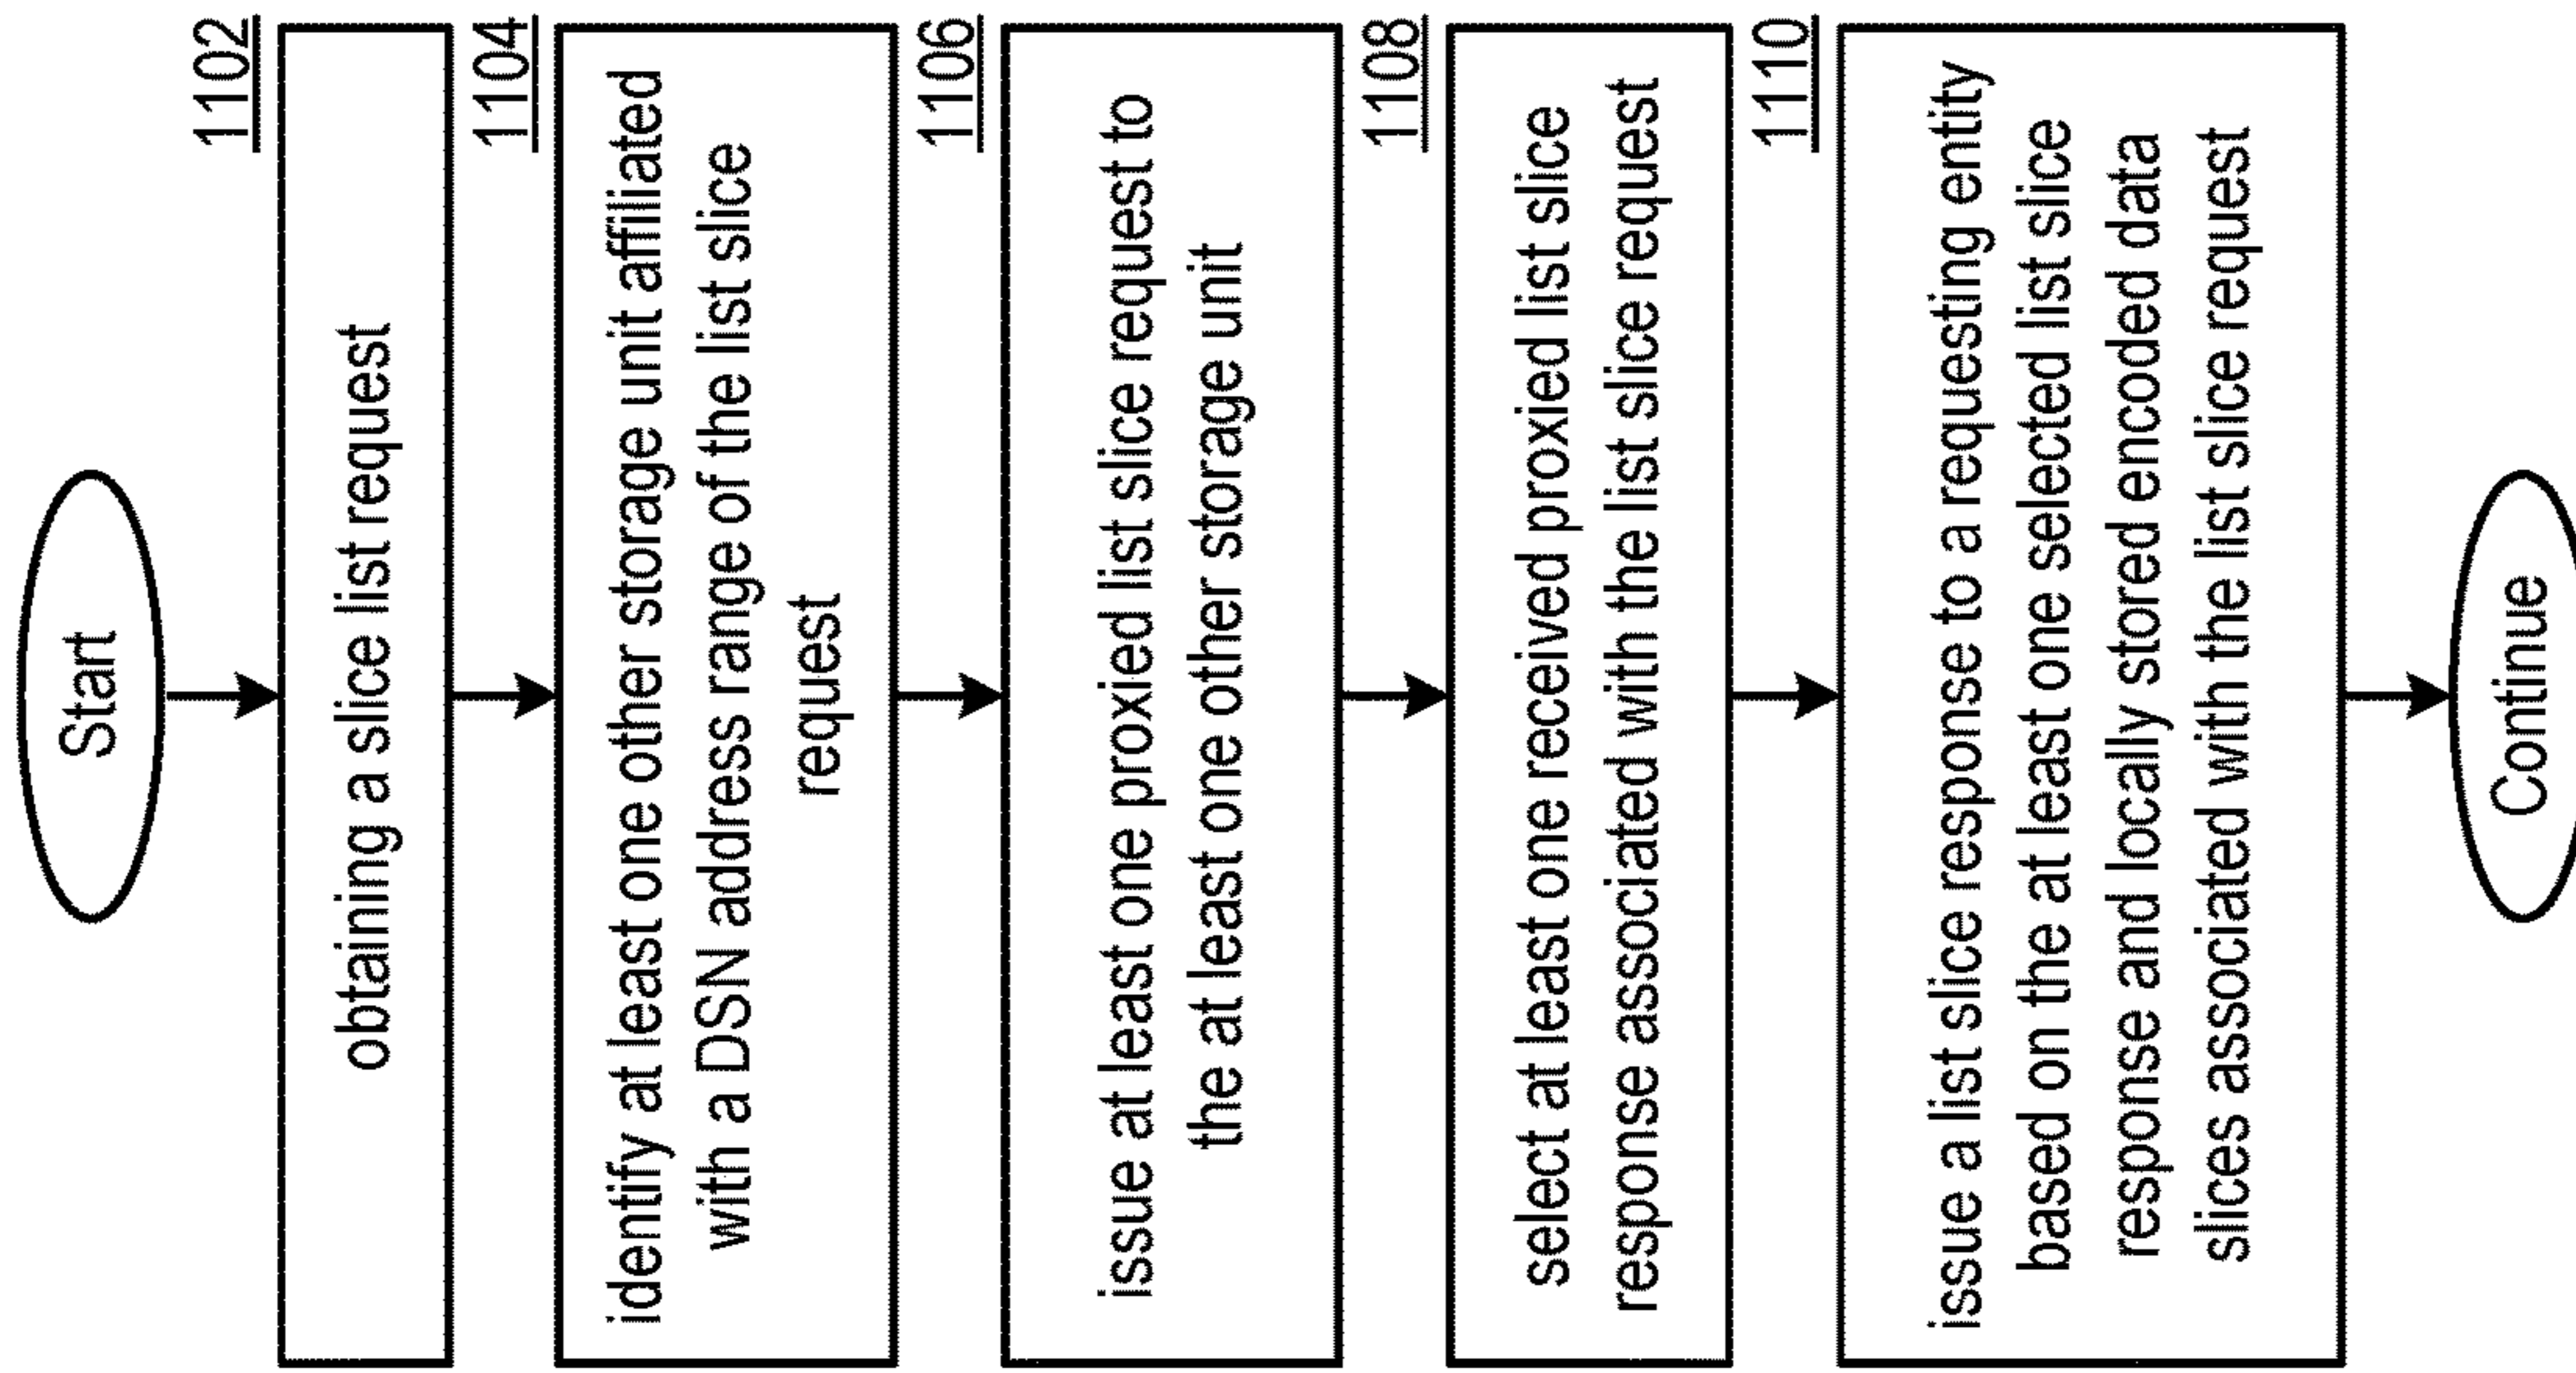 Start
1102
obtaining a slice list request
1104
identify at least one other storage unit affiliated
with a DSN address range of the list slice
request
1106
issue at least one proxied list slice request to
the at least one other storage unit
1108
select at least one received proxied list slice
response associated with the list slice request
1110
issue a list slice response to a requesting entity
based on the at least one selected list slice
response and locally stored encoded data
slices associated with the list slice request
Continue